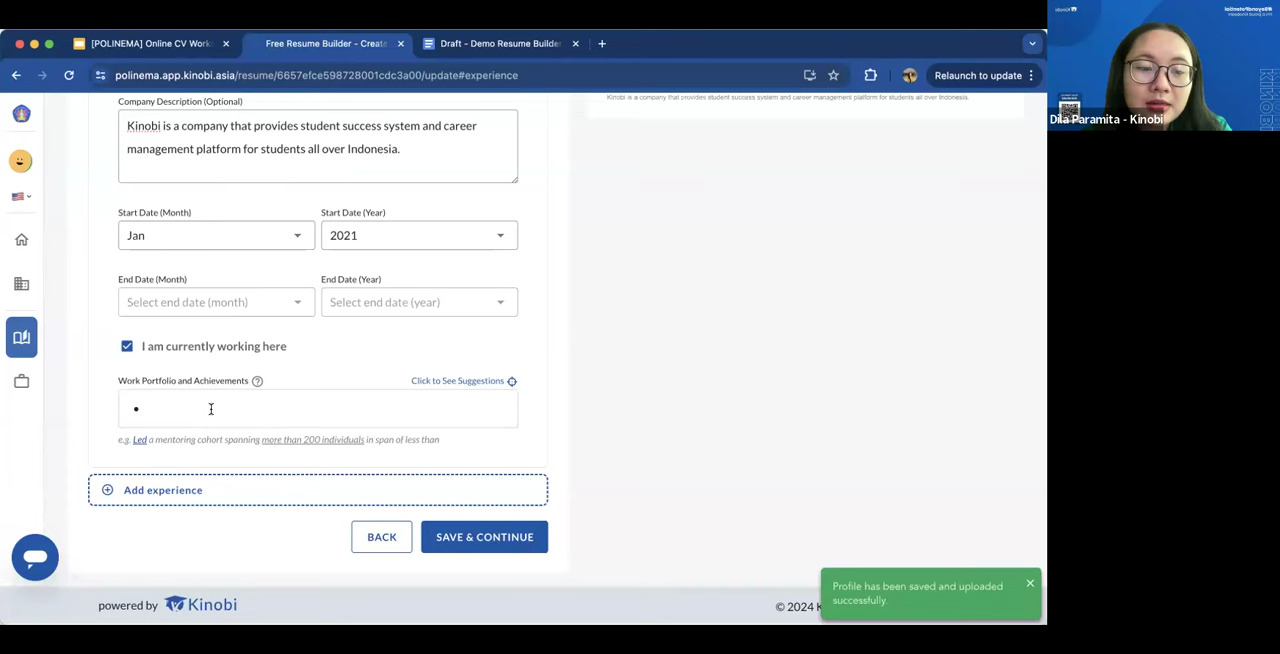 [POLINEMA] Online CV Work
Free Resume Builder - Create
Draft - Demo Resume Builder
polinema.app.kinobi.asia/resume/6657efce598728001cdc3a00/update#experience
Relaunch to update
Company Description (Optional)
Kinobi is a company that provides student success system and career
management platform for students all over Indonesia.
Kinobi is a company that provides student success system and career management platform for students all over Indonesia.
Start Date (Month)
Start Date (Year)
Jan
2021
End Date (Month)
End Date (Year)
Select end date (month)
Select end date (year)
I am currently working here
Work Portfolio and Achievements
Click to See Suggestions
e.g. Led a mentoring cohort spanning more than 200 individuals in span of less than
Add experience
BACK
SAVE & CONTINUE
Profile has been saved and uploaded
successfully.
powered by Kinobi
© 2024 K
Dila Paramita - Kinobi
KINOBI